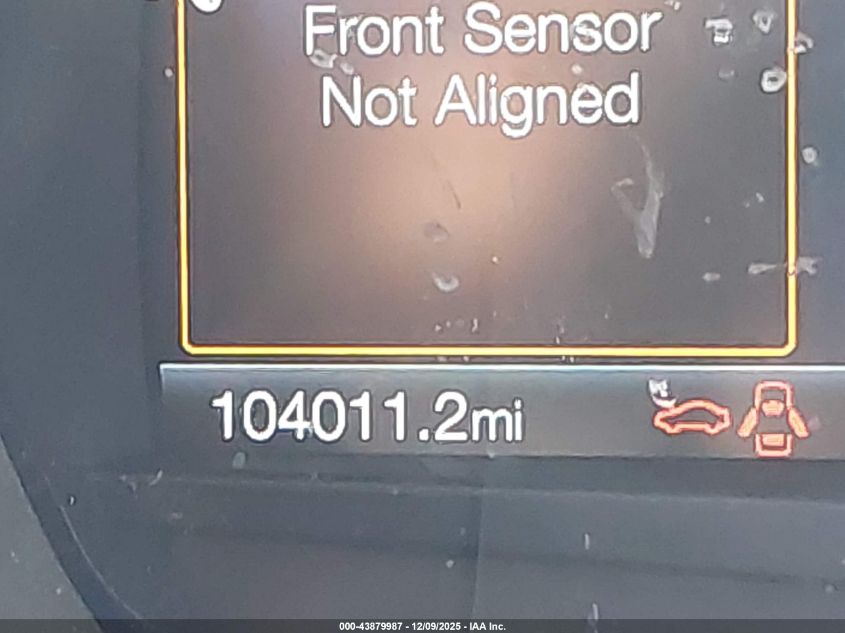 Front Sensor
Not Aligned
104011.2mi
000-43879987 - 12/09/2025 - IAA Inc.